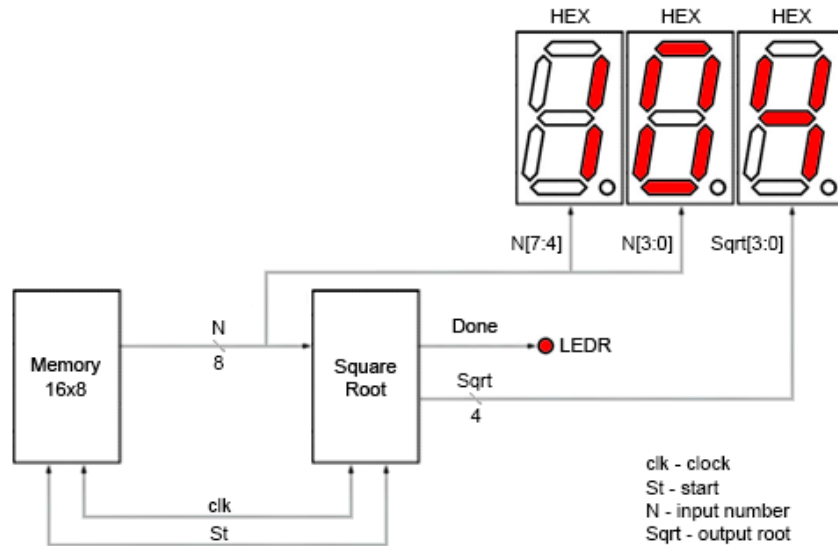 HEX HEX HEX
104
N[7:4] N[3:0] Sqrt[3:0]
N
8
Memory
16x8
Square
Root
Done
LEDR
Sqrt
4
clk
St
clk - clock
St - start
N - input number
Sqrt - output root